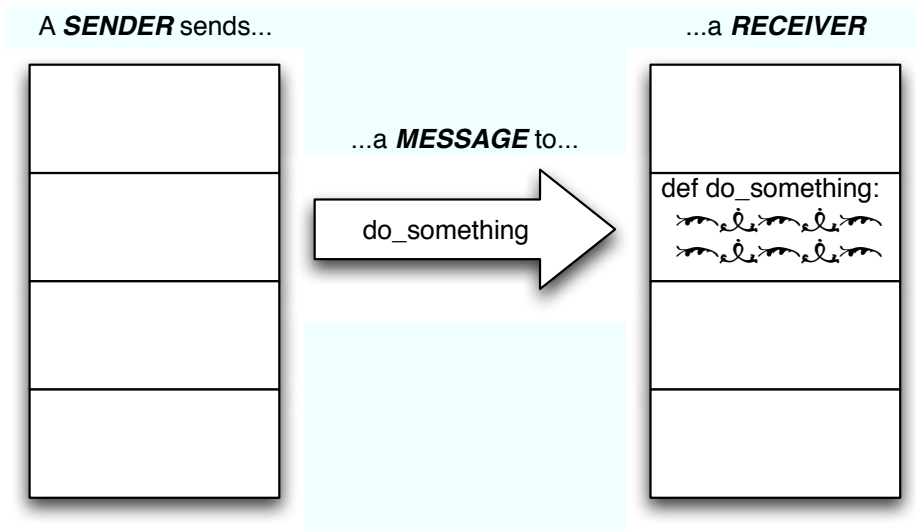 A SENDER sends...
...a MESSAGE to...
...a RECEIVER
do_something
def do_something: